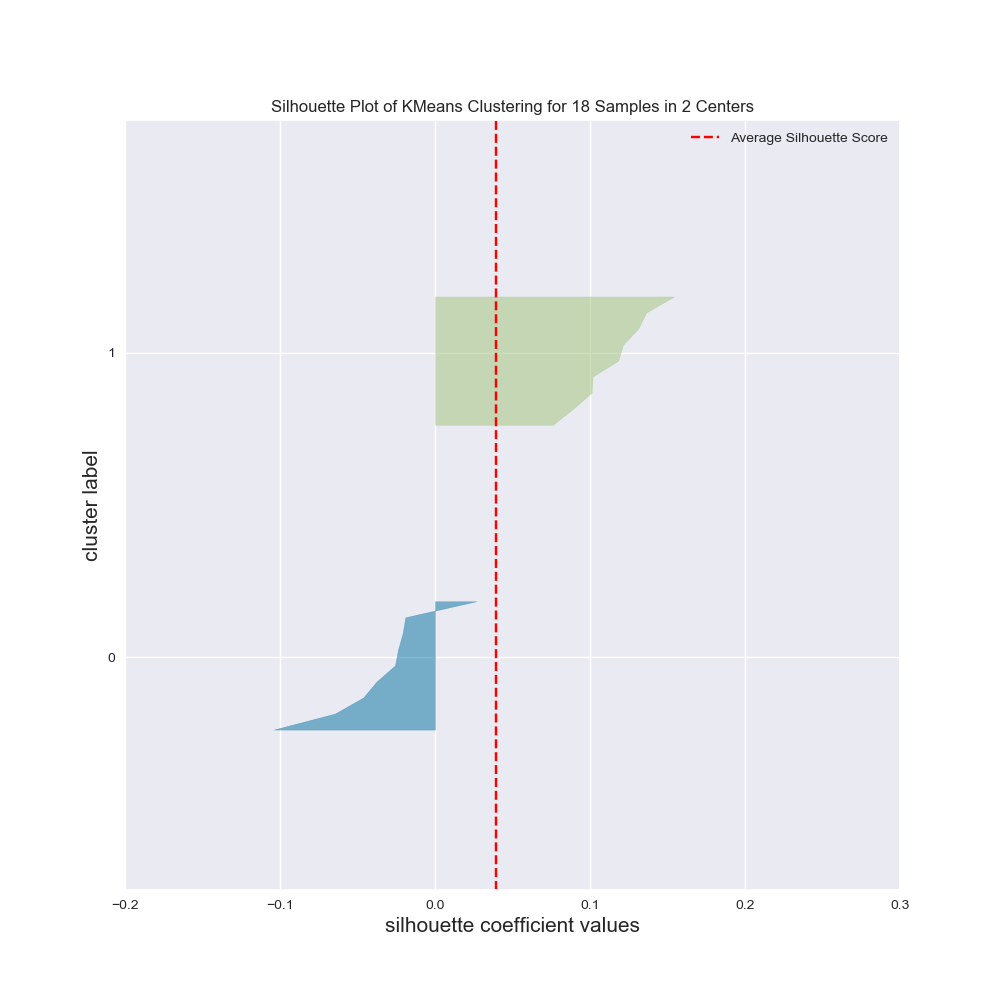 Silhouette Plot of KMeans Clustering for 18 Samples in 2 Centers
Average Silhouette Score
1
cluster label
0
−0.2 −0.1 0.0 0.1 0.2 0.3
silhouette coefficient values